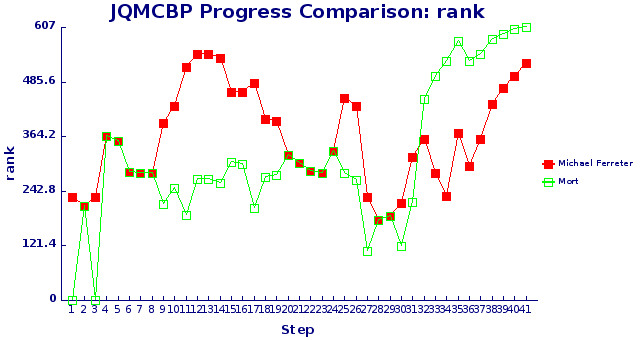 JQMCBP Progress Comparison: rank
607
485.6
364.2
242.8
121.4
0
rank
1 2 3 4 5 6 7 8 9 10 11 12 13 14 15 16 17 18 19 20 21 22 23 24 25 26 27 28 29 30 31 32 33 34 35 36 37 38 39 40 41
Step
Michael Ferreter
Mort